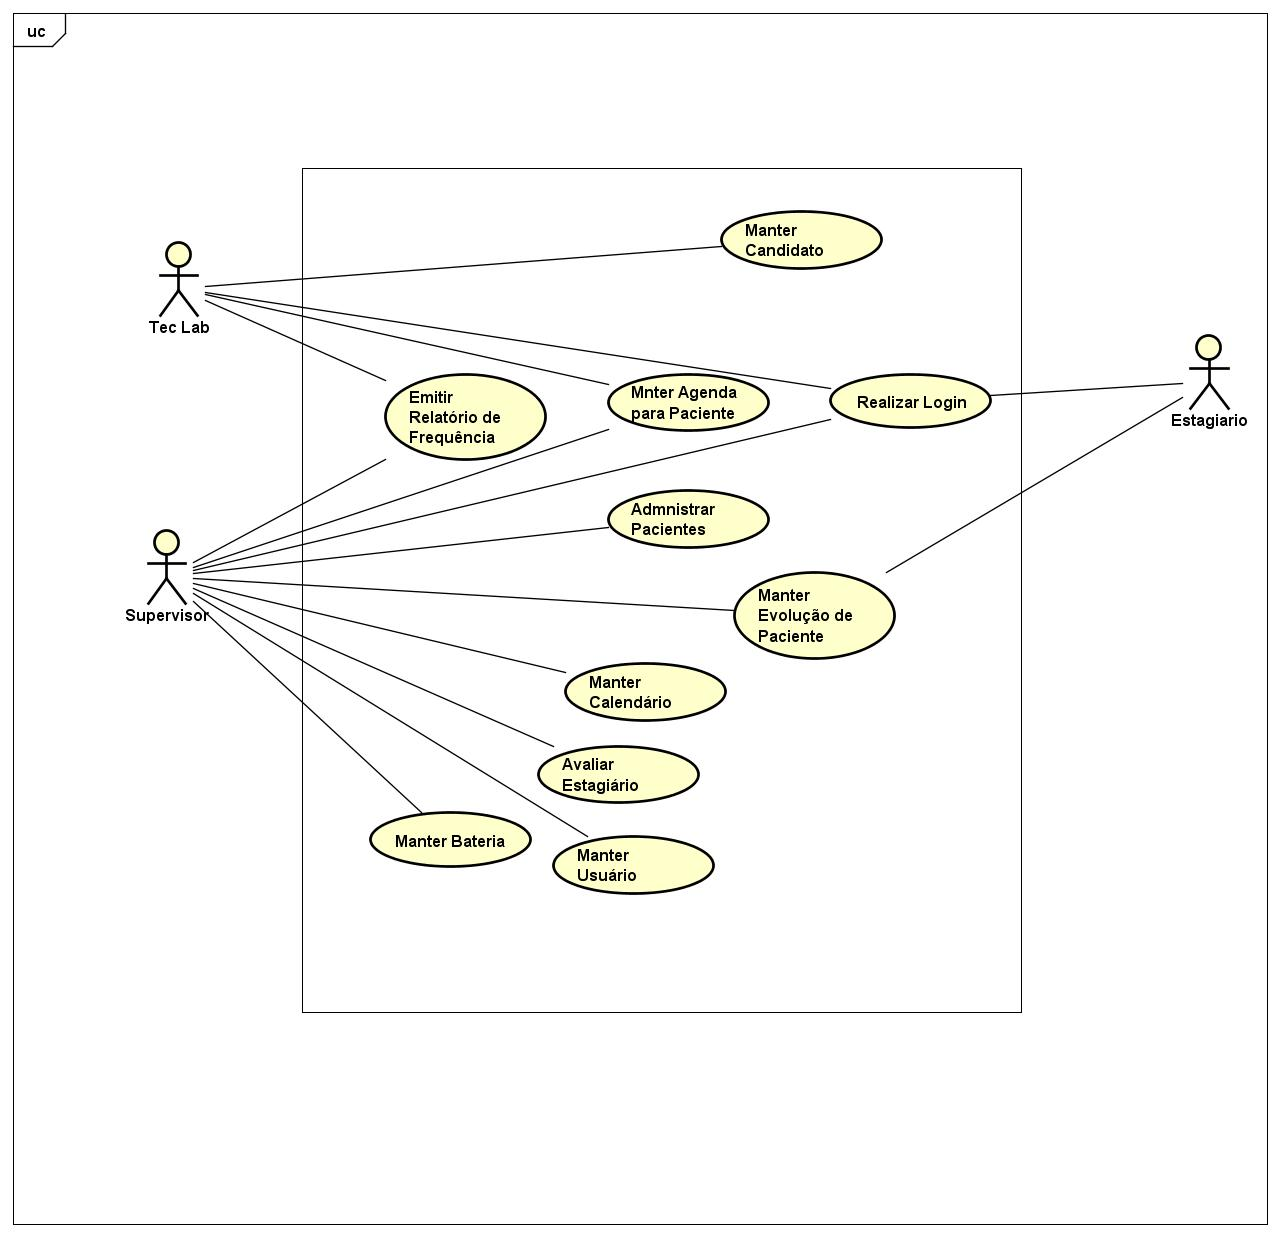 uc
Manter
Candidato
Tec Lab
Emitir
Relatório de
Frequência
Mnter Agenda
para Paciente
Realizar Login
Estagiario
Admnistrar
Pacientes
Supervisor
Manter
Evolução de
Paciente
Manter
Calendário
Avaliar
Estagiário
Manter Bateria
Manter
Usuário